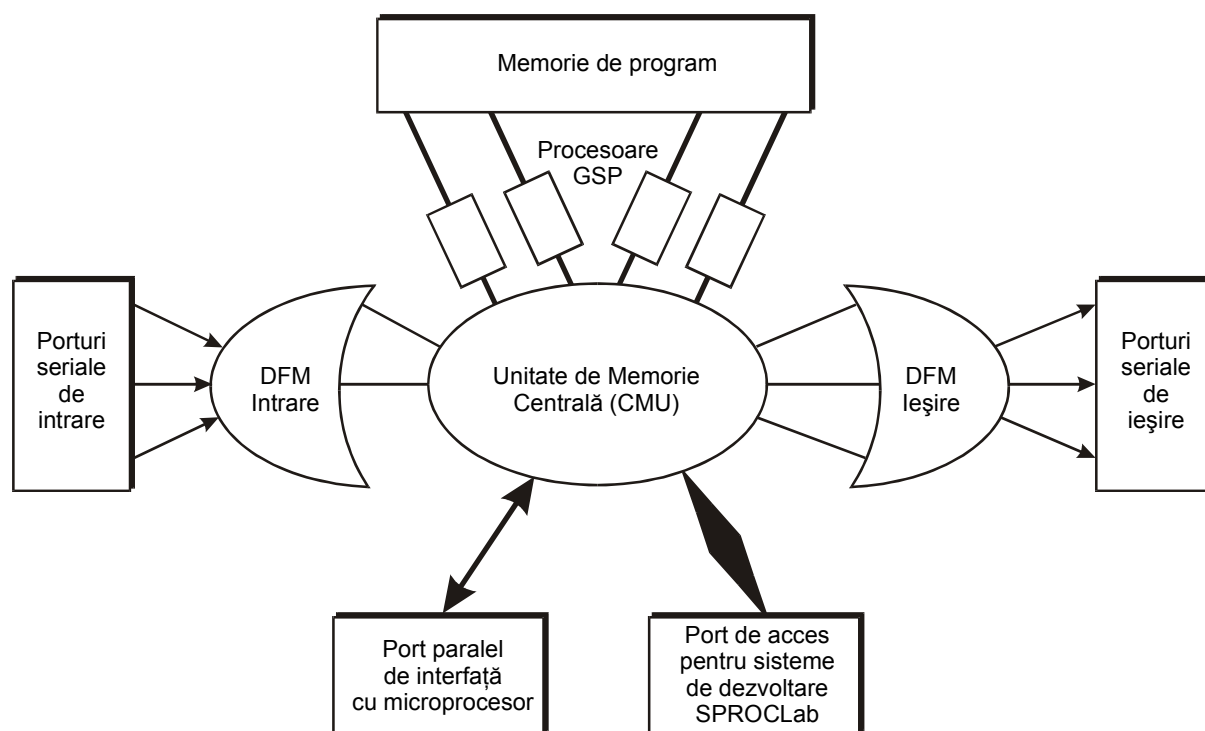 Memorie de program
Procesoare
GSP
Porturi
seriale
de
intrare
DFM
Intrare
Unitate de Memorie
Centrală (CMU)
DFM
Ieşire
Porturi
seriale
de
ieşire
Port paralel
de interfaţă
cu microprocesor
Port de acces
pentru sisteme
de dezvoltare
SPROCLab